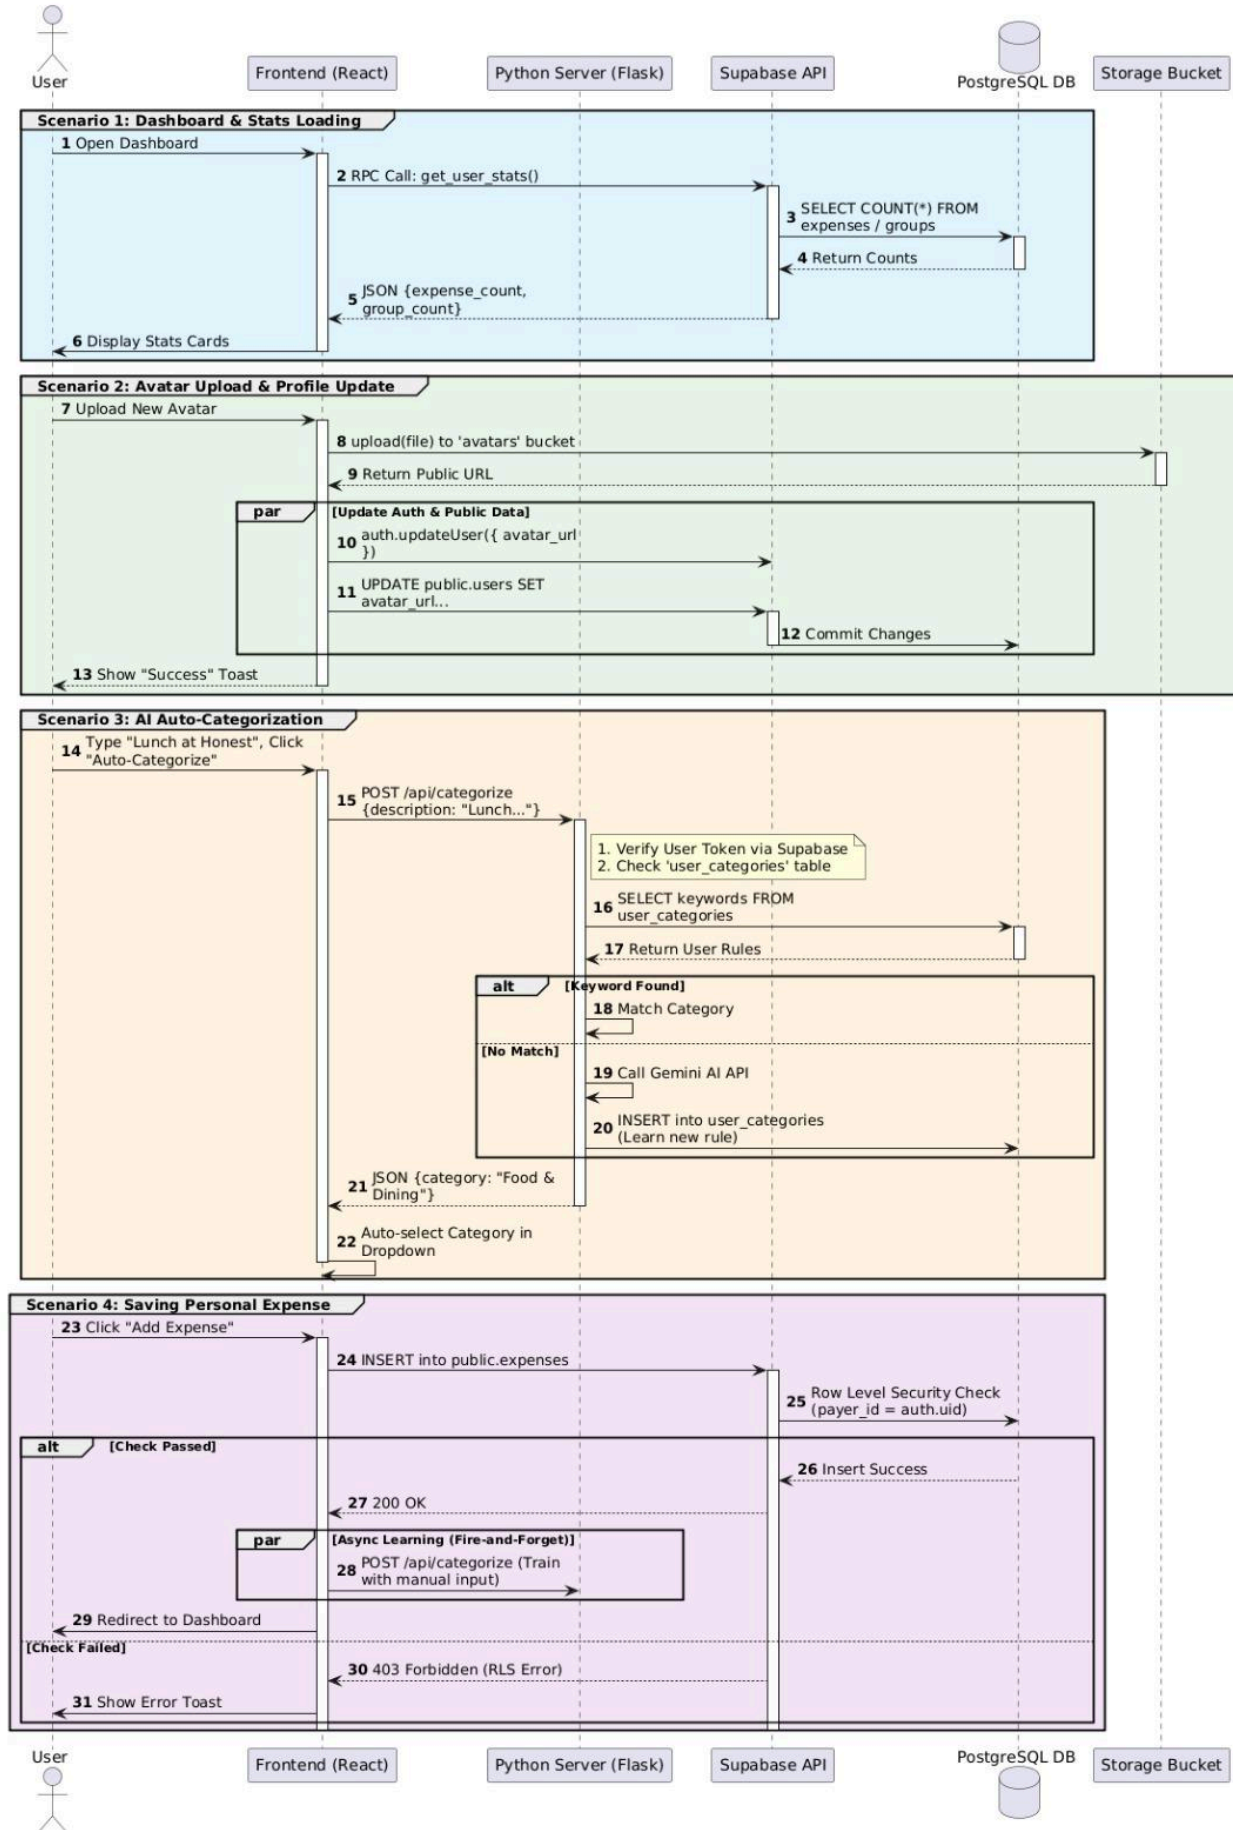 User
Frontend (React)
Python Server (Flask)
Supabase API
PostgreSQL DB
Storage Bucket
Scenario 1: Dashboard & Stats Loading
1 Open Dashboard
2 RPC Call: get_user_stats()
3 SELECT COUNT(*) FROM
expenses / groups
4 Return Counts
5 JSON {expense_count,
group_count}
6 Display Stats Cards
Scenario 2: Avatar Upload & Profile Update
7 Upload New Avatar
8 upload(file) to 'avatars' bucket
9 Return Public URL
par [Update Auth & Public Data]
10 auth.updateUser({ avatar_url
})
11 UPDATE public.users SET
avatar_url...
12 Commit Changes
13 Show "Success" Toast
Scenario 3: AI Auto-Categorization
14 Type "Lunch at Honest", Click
"Auto-Categorize"
15 POST /api/categorize
{description: "Lunch..."}
1. Verify User Token via Supabase
2. Check 'user_categories' table
16 SELECT keywords FROM
user_categories
17 Return User Rules
alt [Keyword Found]
18 Match Category
[No Match]
19 Call Gemini AI API
20 INSERT into user_categories
(Learn new rule)
21 JSON {category: "Food &
Dining"}
22 Auto-select Category in
Dropdown
Scenario 4: Saving Personal Expense
23 Click "Add Expense"
24 INSERT into public.expenses
25 Row Level Security Check
(payer_id = auth.uid)
alt [Check Passed]
26 Insert Success
27 200 OK
par [Async Learning (Fire-and-Forget)]
28 POST /api/categorize (Train
with manual input)
29 Redirect to Dashboard
[Check Failed]
30 403 Forbidden (RLS Error)
31 Show Error Toast
User
Frontend (React)
Python Server (Flask)
Supabase API
PostgreSQL DB
Storage Bucket